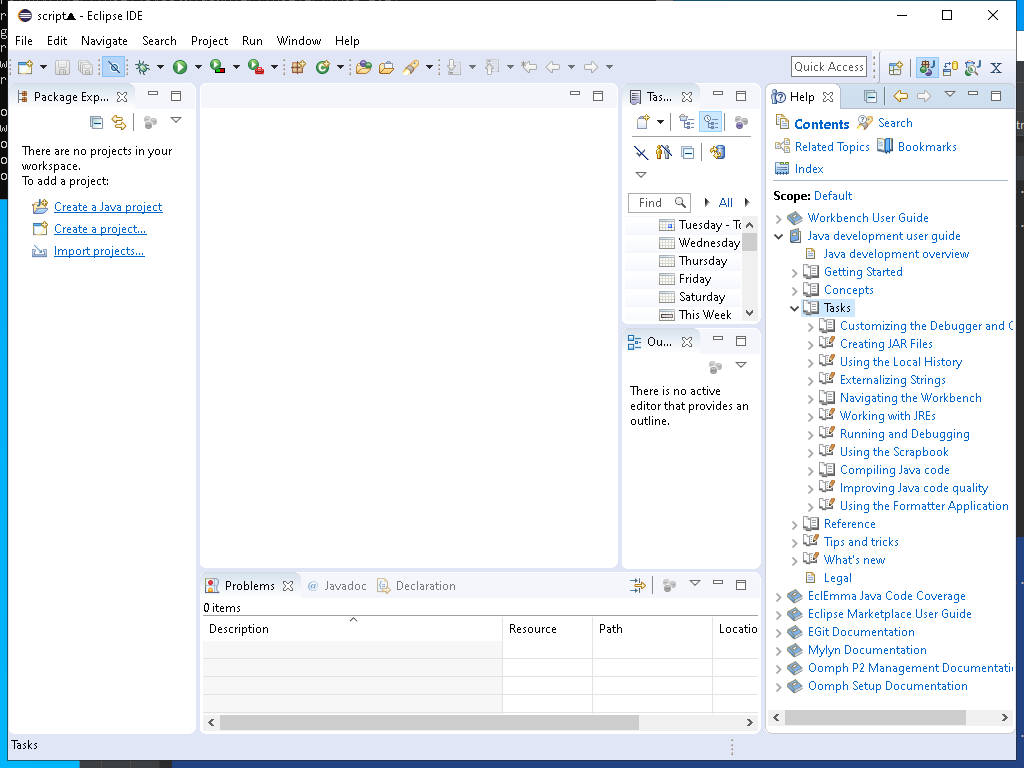 script▲ - Eclipse IDE
File Edit Navigate Search Project Run Window Help
Quick Access
Package Exp...
There are no projects in your
workspace.
To add a project:
Create a Java project
Create a project...
Import projects...
Tas...
Find
All
Tuesday - To
Wednesday
Thursday
Friday
Saturday
This Week
Ou...
There is no active
editor that provides an
outline.
Problems Javadoc Declaration
0 items
Description Resource Path Locatio
Help
Contents Search
Related Topics Bookmarks
Index
Scope: Default
Workbench User Guide
Java development user guide
Java development overview
Getting Started
Concepts
Tasks
Customizing the Debugger and C
Creating JAR Files
Using the Local History
Externalizing Strings
Navigating the Workbench
Working with JREs
Running and Debugging
Using the Scrapbook
Compiling Java code
Improving Java code quality
Using the Formatter Application
Reference
Tips and tricks
What's new
Legal
EclEmma Java Code Coverage
Eclipse Marketplace User Guide
EGit Documentation
Mylyn Documentation
Oomph P2 Management Documentati
Oomph Setup Documentation
Tasks